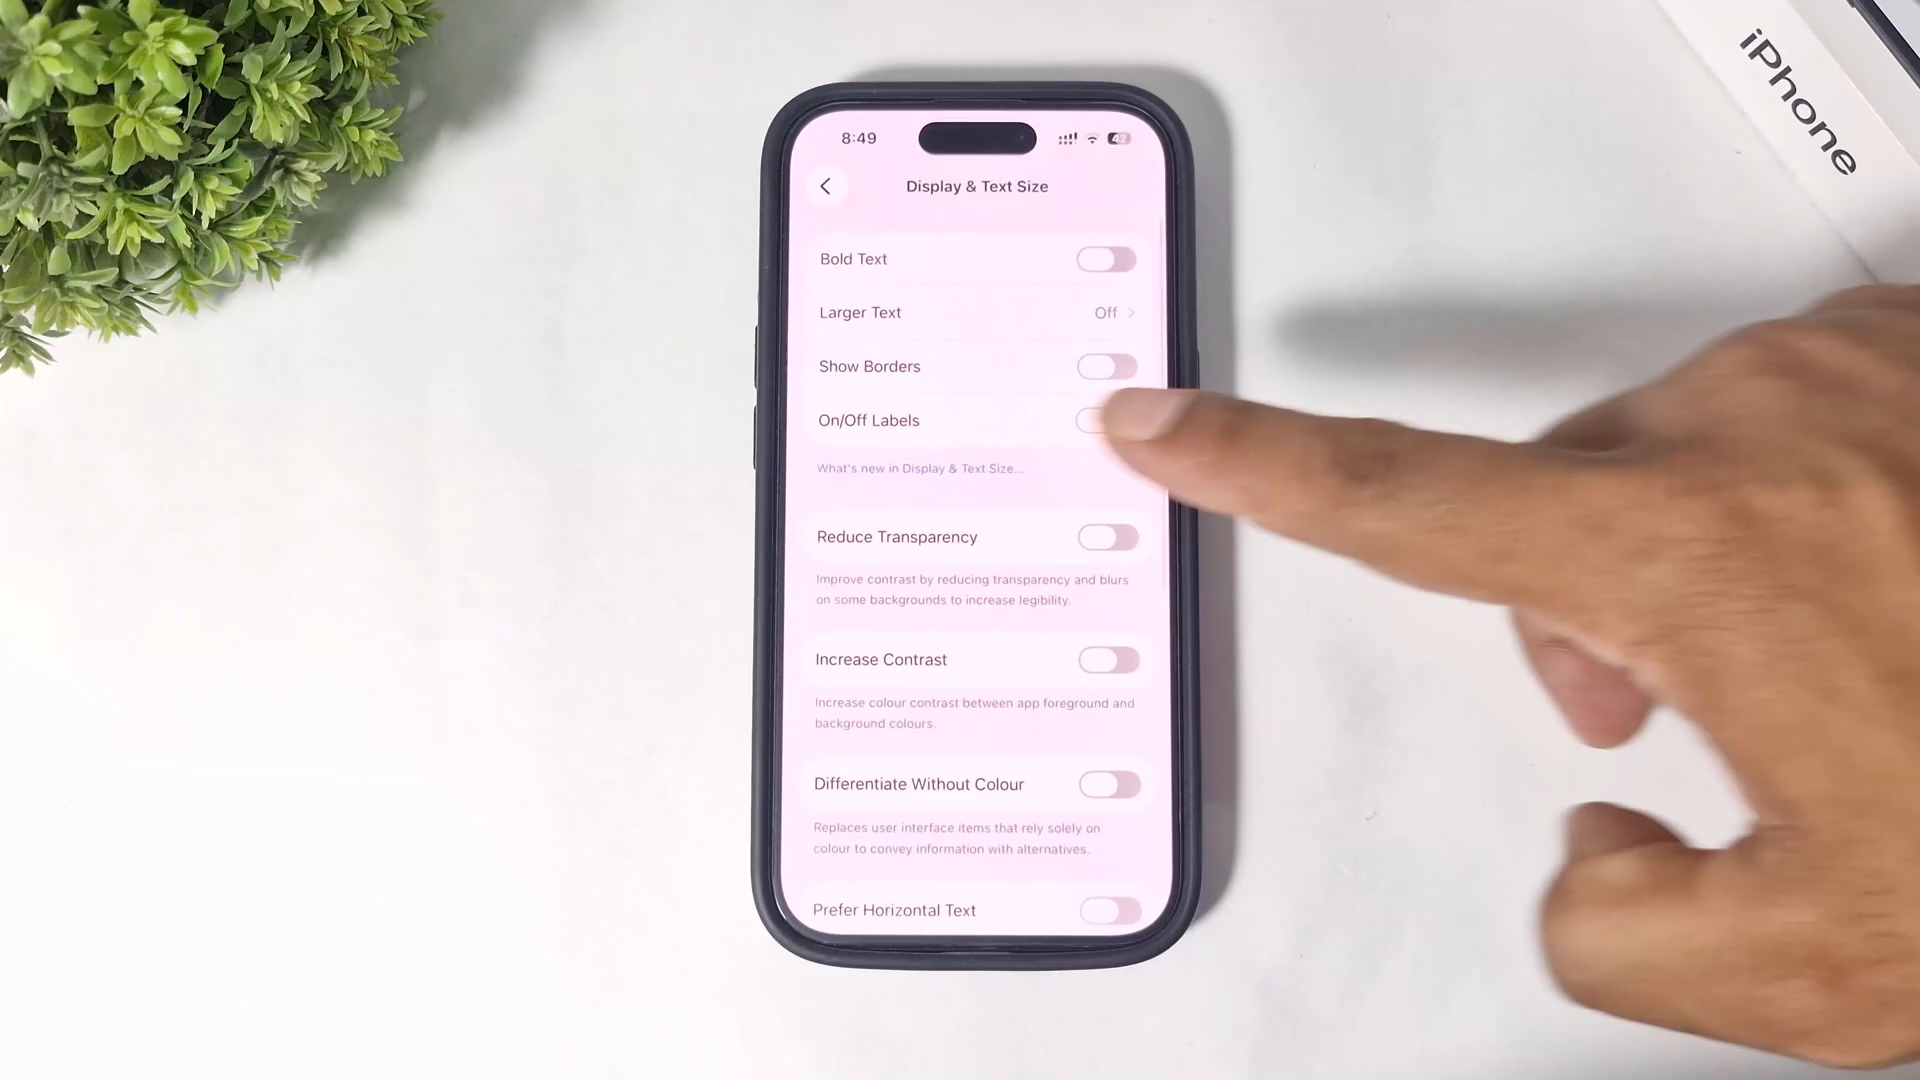 iPhone
8:49
42
Display & Text Size
Bold Text
Larger Text Off
Show Borders
On/Off Labels
What's new in Display & Text Size...
Reduce Transparency
Improve contrast by reducing transparency and blurs
on some backgrounds to increase legibility.
Increase Contrast
Increase colour contrast between app foreground and
background colours.
Differentiate Without Colour
Replaces user interface items that rely solely on
colour to convey information with alternatives.
Prefer Horizontal Text